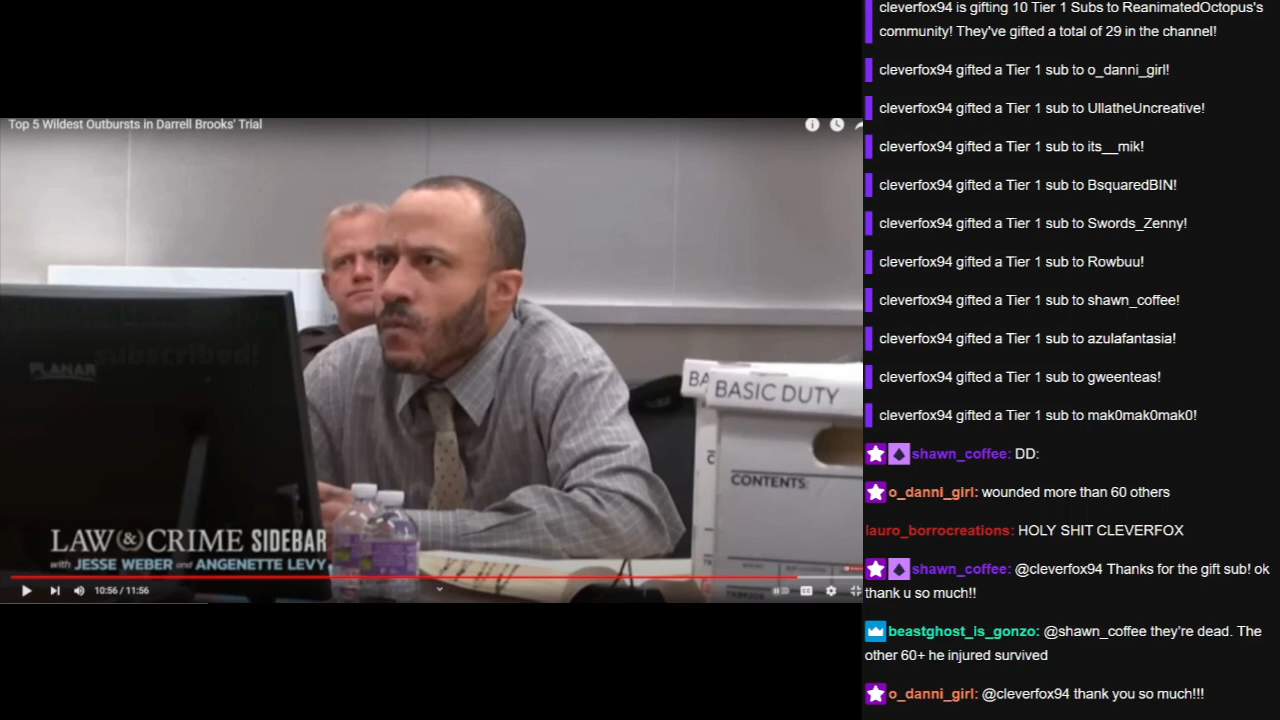 Top 5 Wildest Outbursts in Darrell Brooks' Trial
PLANAR
subscribed!
BA
BASIC DUTY
CONTENTS:
LAW & CRIME SIDEBAR
with JESSE WEBER and ANGENETTE LEVY
10:56 / 11:56
cleverfox94 is gifting 10 Tier 1 Subs to ReanimatedOctopus's
community! They've gifted a total of 29 in the channel!
cleverfox94 gifted a Tier 1 sub to o_danni_girl!
cleverfox94 gifted a Tier 1 sub to UllatheUncreative!
cleverfox94 gifted a Tier 1 sub to its__mik!
cleverfox94 gifted a Tier 1 sub to BsquaredBIN!
cleverfox94 gifted a Tier 1 sub to Swords_Zenny!
cleverfox94 gifted a Tier 1 sub to Rowbuu!
cleverfox94 gifted a Tier 1 sub to shawn_coffee!
cleverfox94 gifted a Tier 1 sub to azulafantasia!
cleverfox94 gifted a Tier 1 sub to gweenteas!
cleverfox94 gifted a Tier 1 sub to mak0mak0mak0!
shawn_coffee: DD:
o_danni_girl: wounded more than 60 others
lauro_borrocreations: HOLY SHIT CLEVERFOX
shawn_coffee: @cleverfox94 Thanks for the gift sub! ok
thank u so much!!
beastghost_is_gonzo: @shawn_coffee they're dead. The
other 60+ he injured survived
o_danni_girl: @cleverfox94 thank you so much!!!